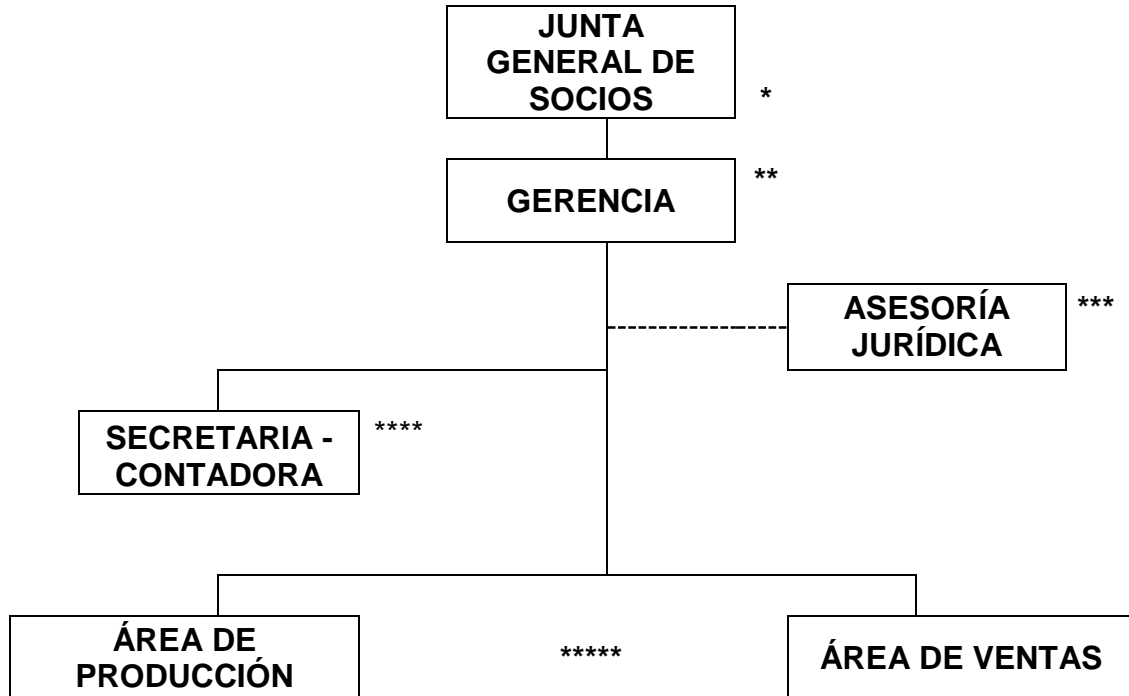 JUNTA
GENERAL DE
SOCIOS
*
GERENCIA
**
ASESORÍA
JURÍDICA
***
SECRETARIA -
CONTADORA
****
ÁREA DE
PRODUCCIÓN
*****
ÁREA DE VENTAS